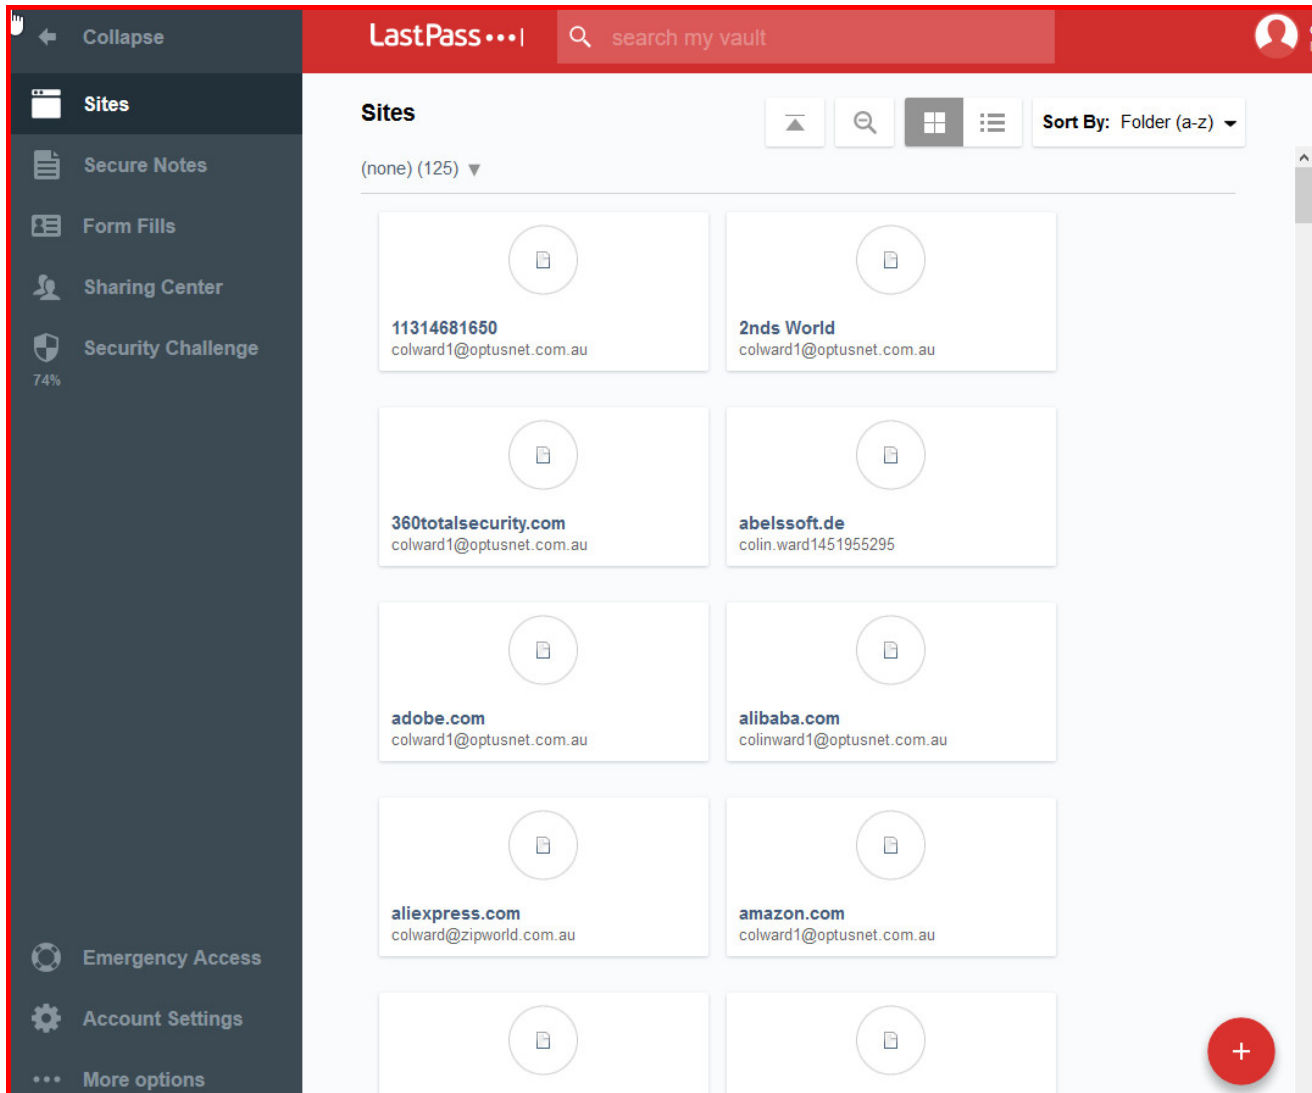 Collapse
LastPass •••|
search my vault
Sites
Secure Notes
Form Fills
Sharing Center
Security Challenge
74%
Emergency Access
Account Settings
More options
Sites
Sort By: Folder (a-z)
(none) (125)
11314681650
colward1@optusnet.com.au
2nds World
colward1@optusnet.com.au
360totalsecurity.com
colward1@optusnet.com.au
abelssoft.de
colin.ward1451955295
adobe.com
colward1@optusnet.com.au
alibaba.com
colinward1@optusnet.com.au
aliexpress.com
colward@zipworld.com.au
amazon.com
colward1@optusnet.com.au